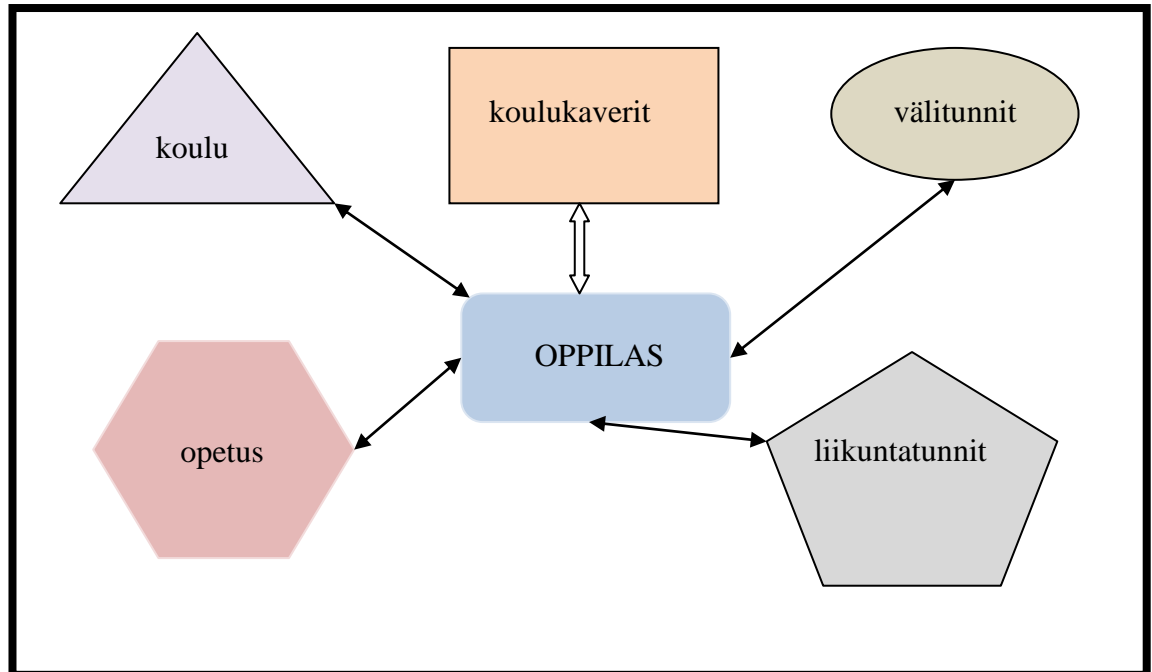 koulu
koulukaverit
välitunnit
OPPILAS
opetus
liikuntatunnit